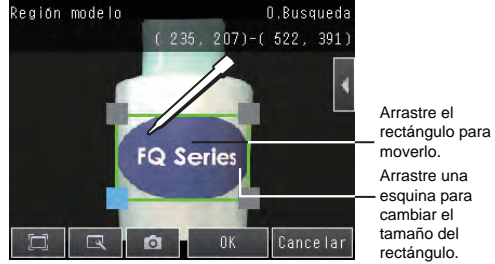 Región modelo
0.Busqueda
( 235, 207)-( 522, 391)
FQ Series
OK
Cancelar
Arrastre el
rectángulo para
moverlo.
Arrastre una
esquina para
cambiar el
tamaño del
rectángulo.